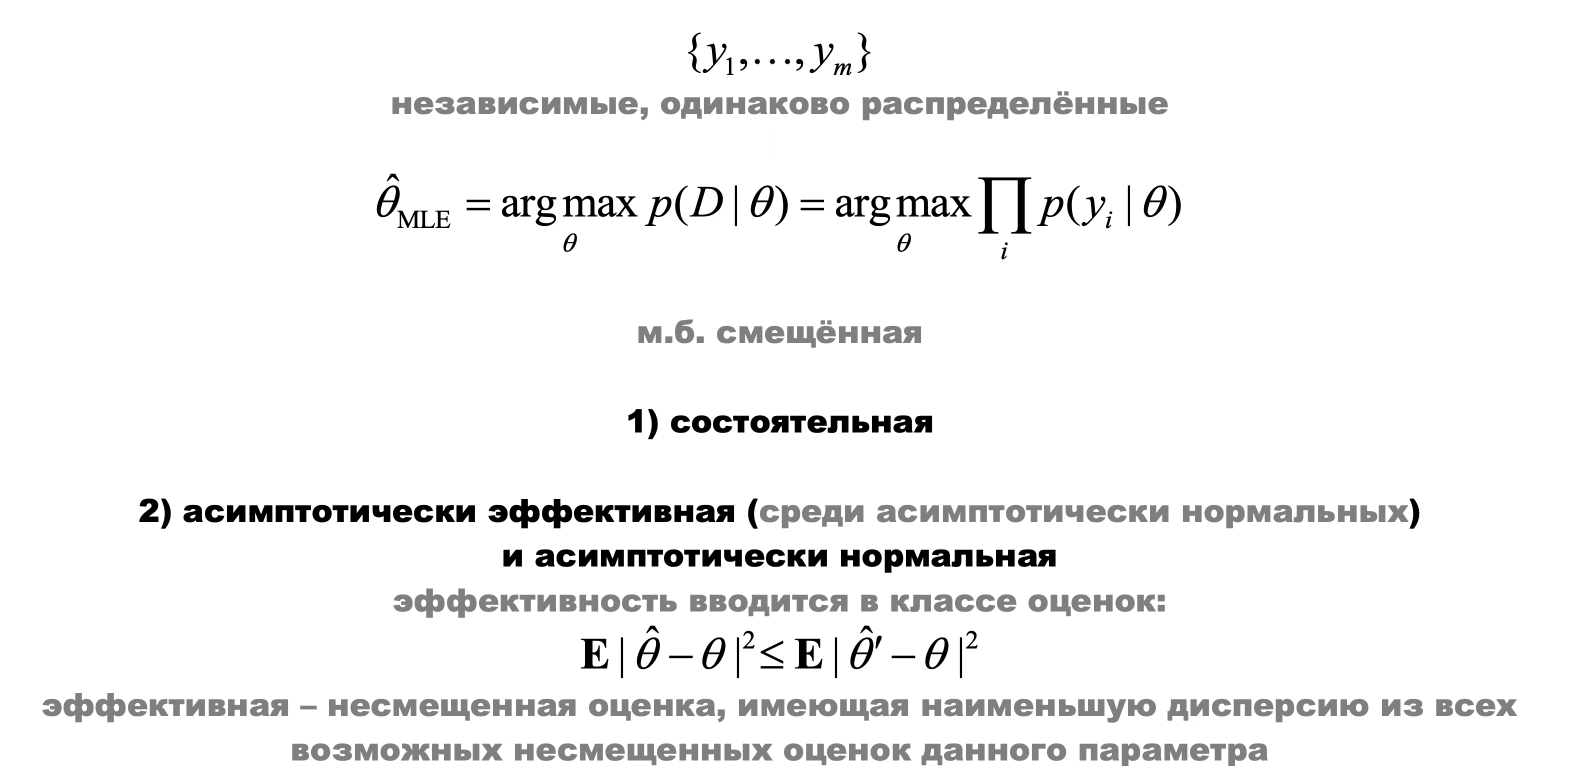 {y₁,…,yₘ}
независимые, одинаково распределённые
θ̂_MLE = arg max_θ p(D | θ) = arg max_θ ∏_i p(y_i | θ)
м.б. смещённая
1) состоятельная
2) асимптотически эффективная (среди асимптотически нормальных)
и асимптотически нормальная
эффективность вводится в классе оценок:
E | θ̂ − θ |² ≤ E | θ̂′ − θ |²
эффективная – несмещенная оценка, имеющая наименьшую дисперсию из всех
возможных несмещенных оценок данного параметра